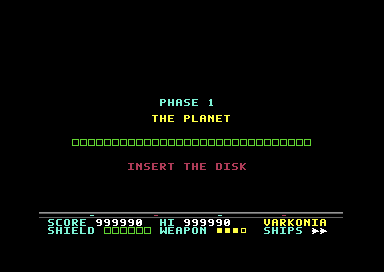 PHASE 1
THE PLANET
INSERT THE DISK
SCORE 999990 HI 999990 VARKONIA
SHIELD WEAPON SHIPS